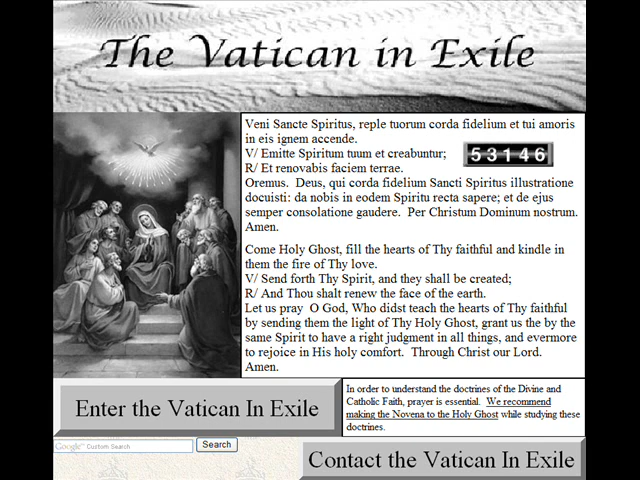 The Vatican in Exile
Veni Sancte Spiritus, reple tuorum corda fidelium et tui amoris
in eis ignem accende.
V/ Emitte Spiritum tuum et creabuntur;
R/ Et renovabis faciem terrae.
53146
Oremus.  Deus, qui corda fidelium Sancti Spiritus illustratione
docuisti: da nobis in eodem Spiritu recta sapere; et de ejus
semper consolatione gaudere.  Per Christum Dominum nostrum.
Amen.
Come Holy Ghost, fill the hearts of Thy faithful and kindle in
them the fire of Thy love.
V/ Send forth Thy Spirit, and they shall be created;
R/ And Thou shalt renew the face of the earth.
Let us pray  O God, Who didst teach the hearts of Thy faithful
by sending them the light of Thy Holy Ghost, grant us the by the
same Spirit to have a right judgment in all things, and evermore
to rejoice in His holy comfort.  Through Christ our Lord.
Amen.
Enter the Vatican In Exile
In order to understand the doctrines of the Divine and
Catholic Faith, prayer is essential.  We recommend
making the Novena to the Holy Ghost while studying these
doctrines.
Google™ Custom Search
Search
Contact the Vatican In Exile